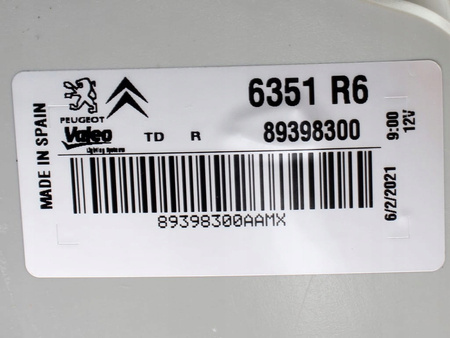 MADE IN SPAIN
PEUGEOT
6351 R6
Valeo
Lighting Systems
TD R
89398300
89398300AAMX
9:00
12V
6/2/2021